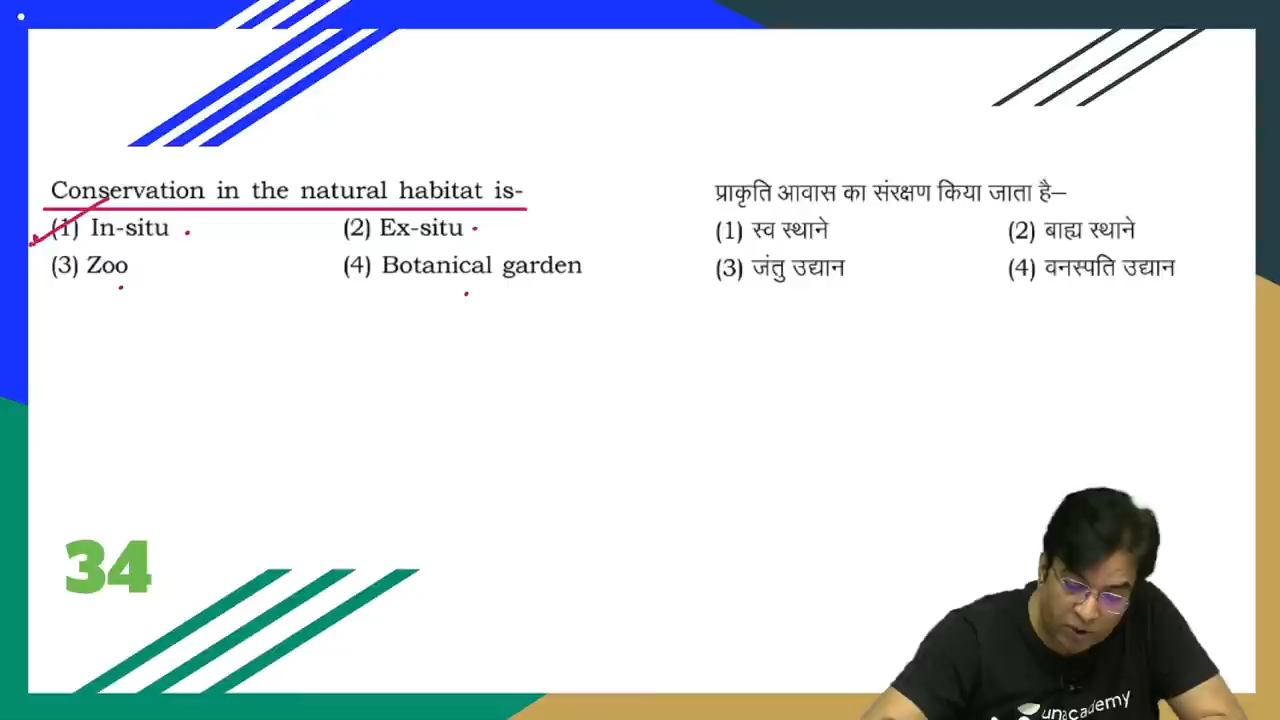 Conservation in the natural habitat is-
(1) In-situ
(2) Ex-situ
(3) Zoo
(4) Botanical garden
प्राकृति आवास का संरक्षण किया जाता है–
(1) स्व स्थाने
(2) बाह्य स्थाने
(3) जंतु उद्यान
(4) वनस्पति उद्यान
34
unacademy